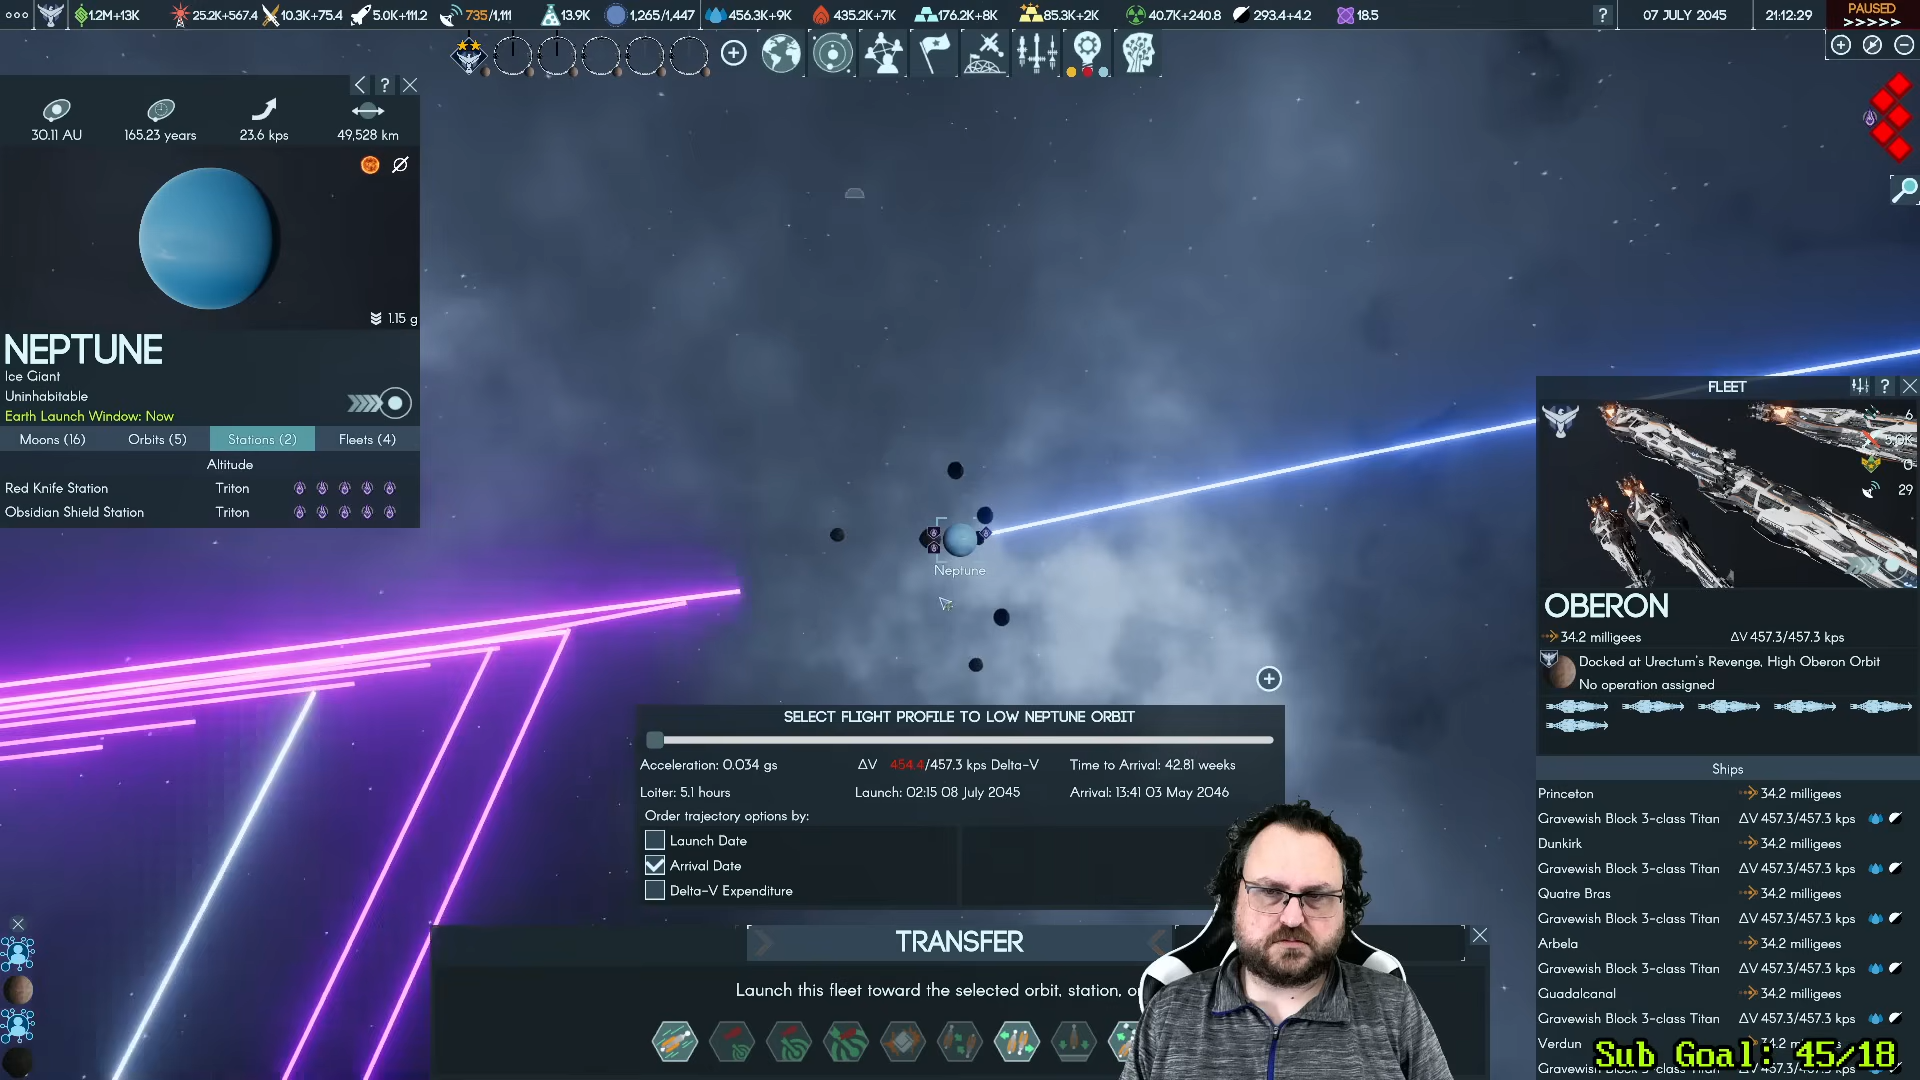 1.2M+13K
25.2K+567.4
10.3K+75.4
5.0K+111.2
735/1,111
13.9K
1,265/1,447
456.3K+9K
435.2K+7K
176.2K+8K
85.3K+2K
40.7K+240.8
293.4+4.2
18.5
?
07 JULY 2045
21:12:29
PAUSED
>>>>>
?
30.11 AU
165.23 years
23.6 kps
49,528 km
1.15 g
NEPTUNE
Ice Giant
Uninhabitable
Earth Launch Window: Now
Moons (16)
Orbits (5)
Stations (2)
Fleets (4)
Altitude
Red Knife Station
Triton
Obsidian Shield Station
Triton
Neptune
SELECT FLIGHT PROFILE TO LOW NEPTUNE ORBIT
Acceleration: 0.034 gs
ΔV 454.4/457.3 kps Delta-V
Time to Arrival: 42.81 weeks
Loiter: 5.1 hours
Launch: 02:15 08 July 2045
Arrival: 13:41 03 May 2046
Order trajectory options by:
Launch Date
Arrival Date
Delta-V Expenditure
TRANSFER
Launch this fleet toward the selected orbit, station,
FLEET
?
6
5.0K
0
29
OBERON
34.2 milligees
ΔV 457.3/457.3 kps
Docked at Urectum's Revenge, High Oberon Orbit
No operation assigned
Ships
Princeton
34.2 milligees
Gravewish Block 3-class Titan
ΔV 457.3/457.3 kps
Dunkirk
34.2 milligees
Gravewish Block 3-class Titan
ΔV 457.3/457.3 kps
Quatre Bras
34.2 milligees
Gravewish Block 3-class Titan
ΔV 457.3/457.3 kps
Arbela
34.2 milligees
Gravewish Block 3-class Titan
ΔV 457.3/457.3 kps
Guadalcanal
34.2 milligees
Gravewish Block 3-class Titan
ΔV 457.3/457.3 kps
Verdun
Sub Goal: 45/18